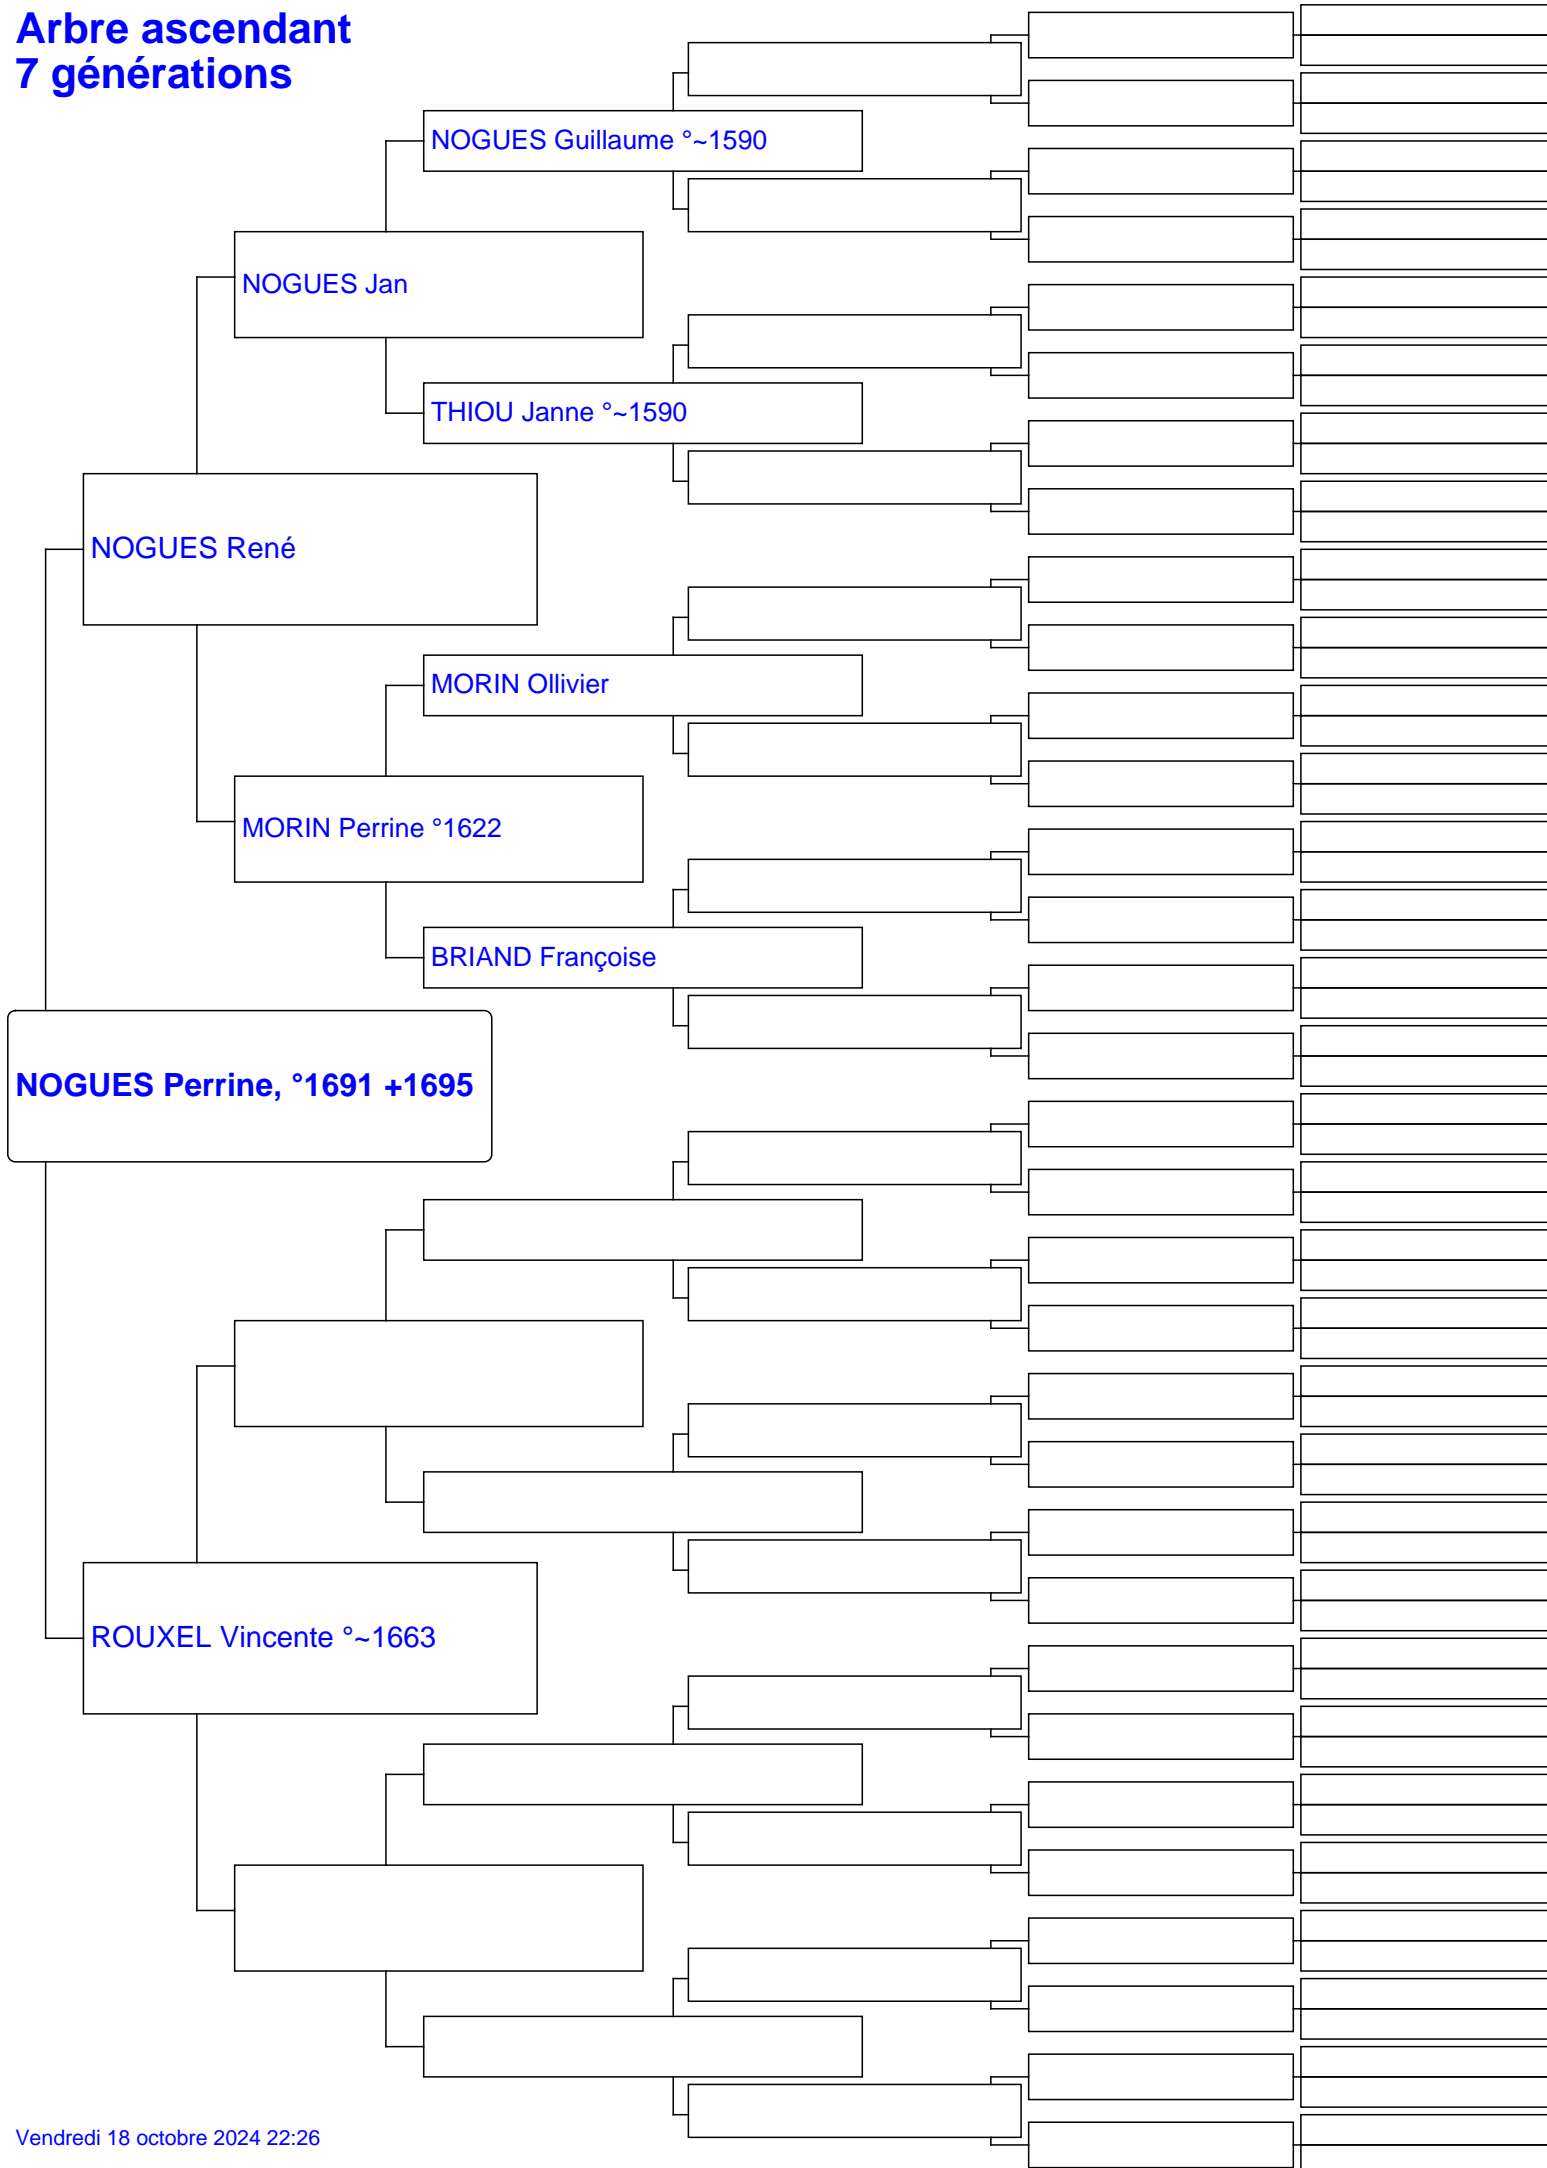 Arbre ascendant
7 générations
NOGUES Guillaume °~1590
NOGUES Jan
THIOU Janne °~1590
NOGUES René
MORIN Ollivier
MORIN Perrine °1622
BRIAND Françoise
NOGUES Perrine, °1691 +1695
ROUXEL Vincente °~1663
Vendredi 18 octobre 2024 22:26